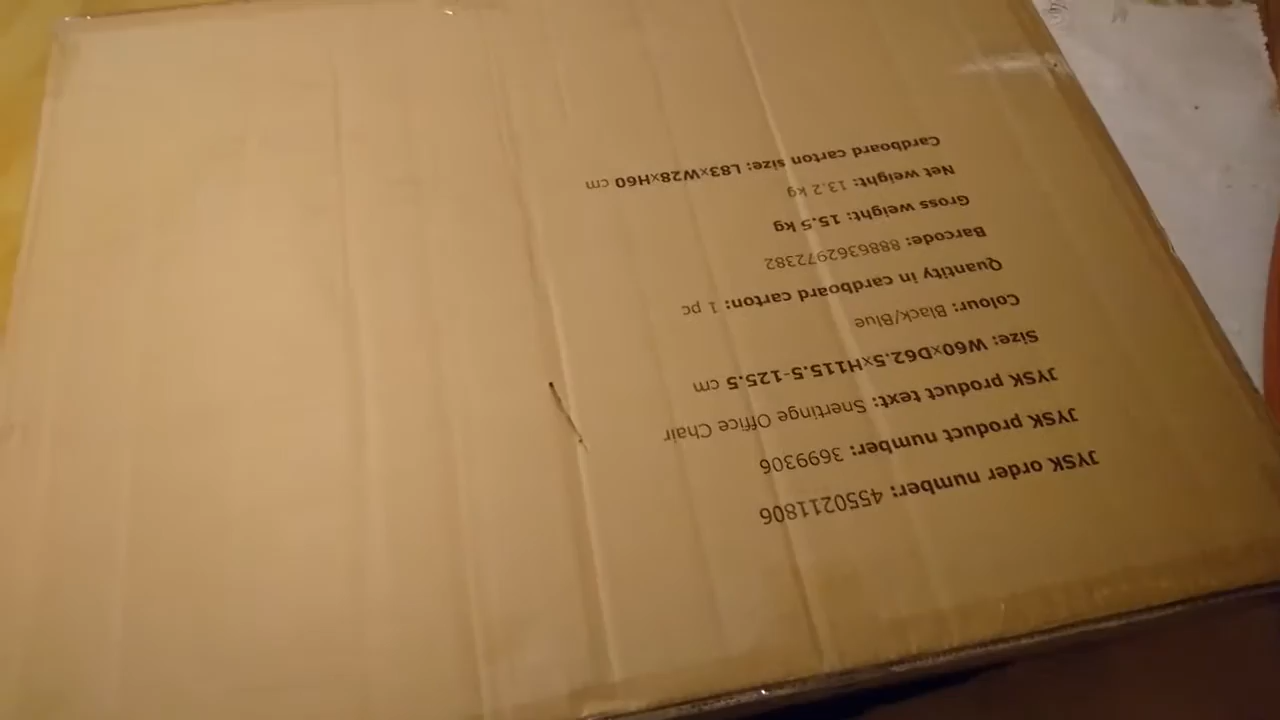 JYSK order number: 4550211806
JYSK product number: 3699306
JYSK product text: Snertinge Office Chair
Size: W60xD62.5xH115.5-125.5 cm
Colour: Black/Blue
Quantity in cardboard carton: 1 pc
Barcode: 8886362972382
Gross weight: 15.5 kg
Net weight: 13.2 kg
Cardboard carton size: L83xW28xH60 cm